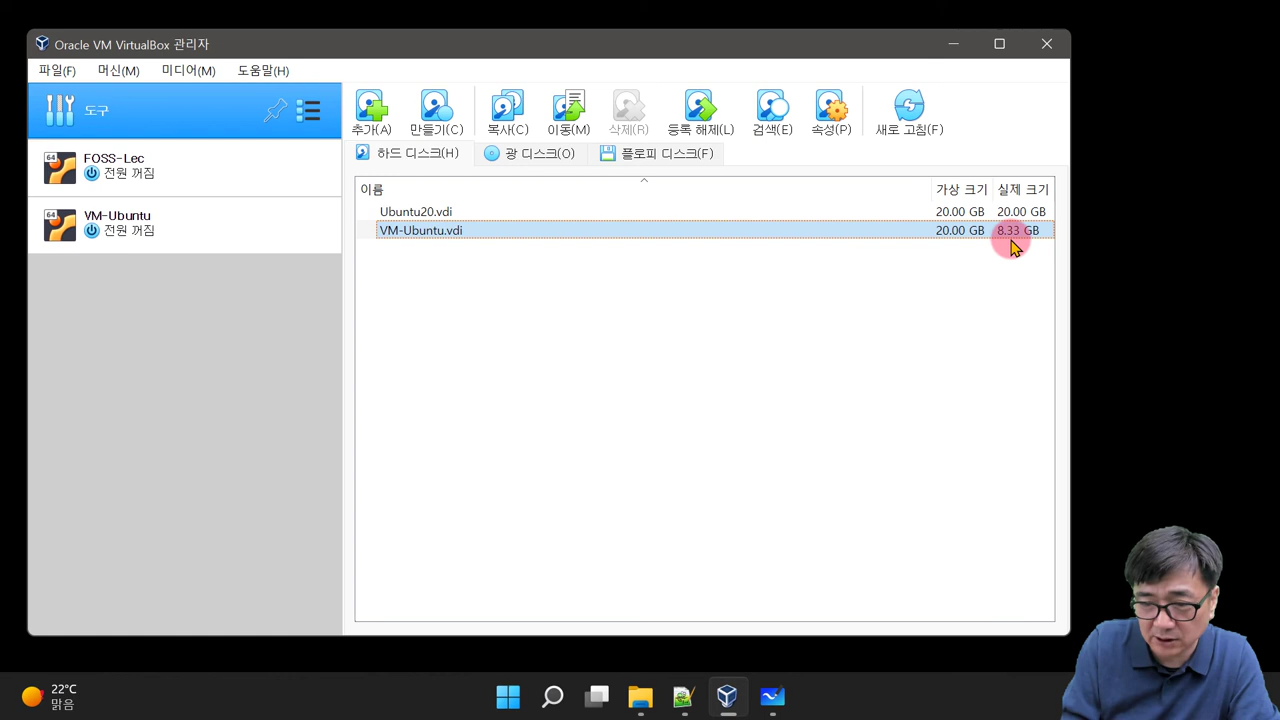 Oracle VM VirtualBox 관리자
파일(F) 머신(M) 미디어(M) 도움말(H)
도구
추가(A) 만들기(C) 복사(C) 이동(M) 삭제(R) 등록 해제(L) 검색(E) 속성(P) 새로 고침(F)
하드 디스크(H) 광 디스크(O) 플로피 디스크(F)
64 FOSS-Lec
전원 꺼짐
64 VM-Ubuntu
전원 꺼짐
이름 가상 크기 실제 크기
Ubuntu20.vdi 20.00 GB 20.00 GB
VM-Ubuntu.vdi 20.00 GB 8.33 GB
22°C
맑음